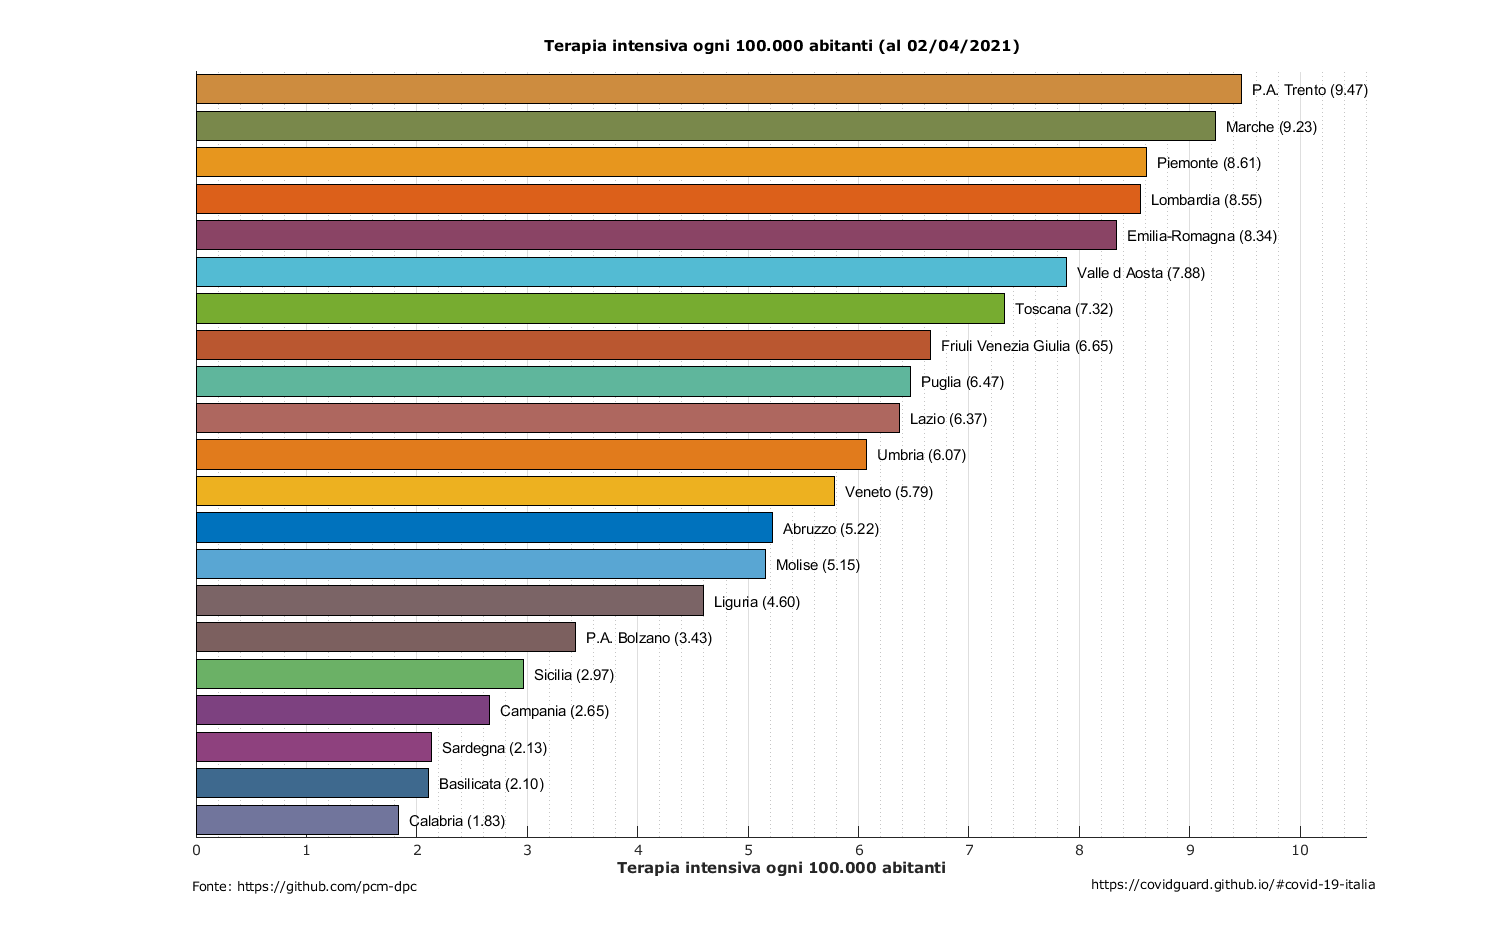 Terapia intensiva ogni 100.000 abitanti (al 02/04/2021)
P.A. Trento (9.47)
Marche (9.23)
Piemonte (8.61)
Lombardia (8.55)
Emilia-Romagna (8.34)
Valle d Aosta (7.88)
Toscana (7.32)
Friuli Venezia Giulia (6.65)
Puglia (6.47)
Lazio (6.37)
Umbria (6.07)
Veneto (5.79)
Abruzzo (5.22)
Molise (5.15)
Liguria (4.60)
P.A. Bolzano (3.43)
Sicilia (2.97)
Campania (2.65)
Sardegna (2.13)
Basilicata (2.10)
Calabria (1.83)
0 1 2 3 4 5 6 7 8 9 10
Terapia intensiva ogni 100.000 abitanti
Fonte: https://github.com/pcm-dpc
https://covidguard.github.io/#covid-19-italia